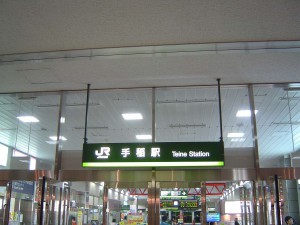 JR 手稲駅 Teine Station